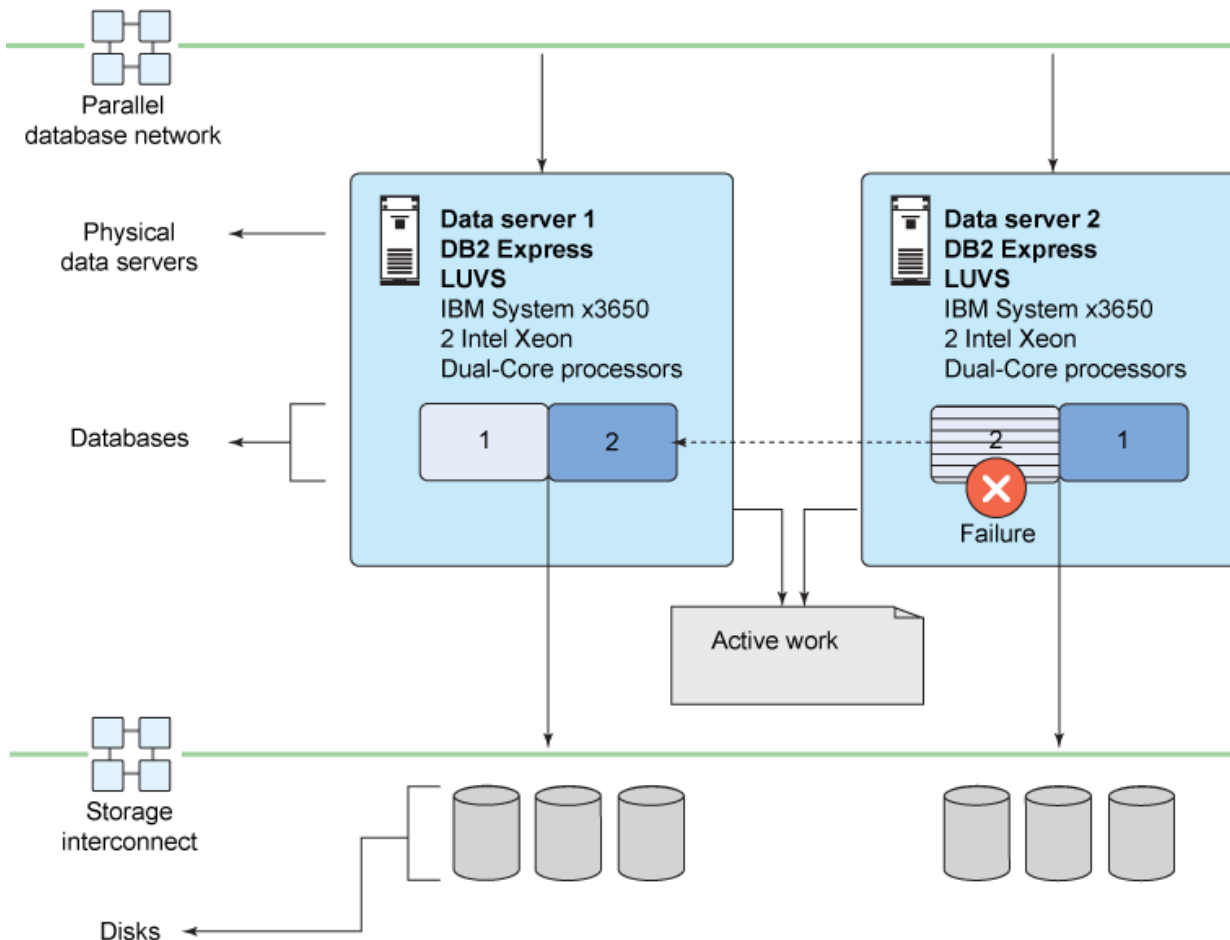 Parallel
database network
Physical
data servers
Data server 1
DB2 Express
LUVS
IBM System x3650
2 Intel Xeon
Dual-Core processors
Data server 2
DB2 Express
LUVS
IBM System x3650
2 Intel Xeon
Dual-Core processors
Databases
1
2
2
1
Failure
Active work
Storage
interconnect
Disks